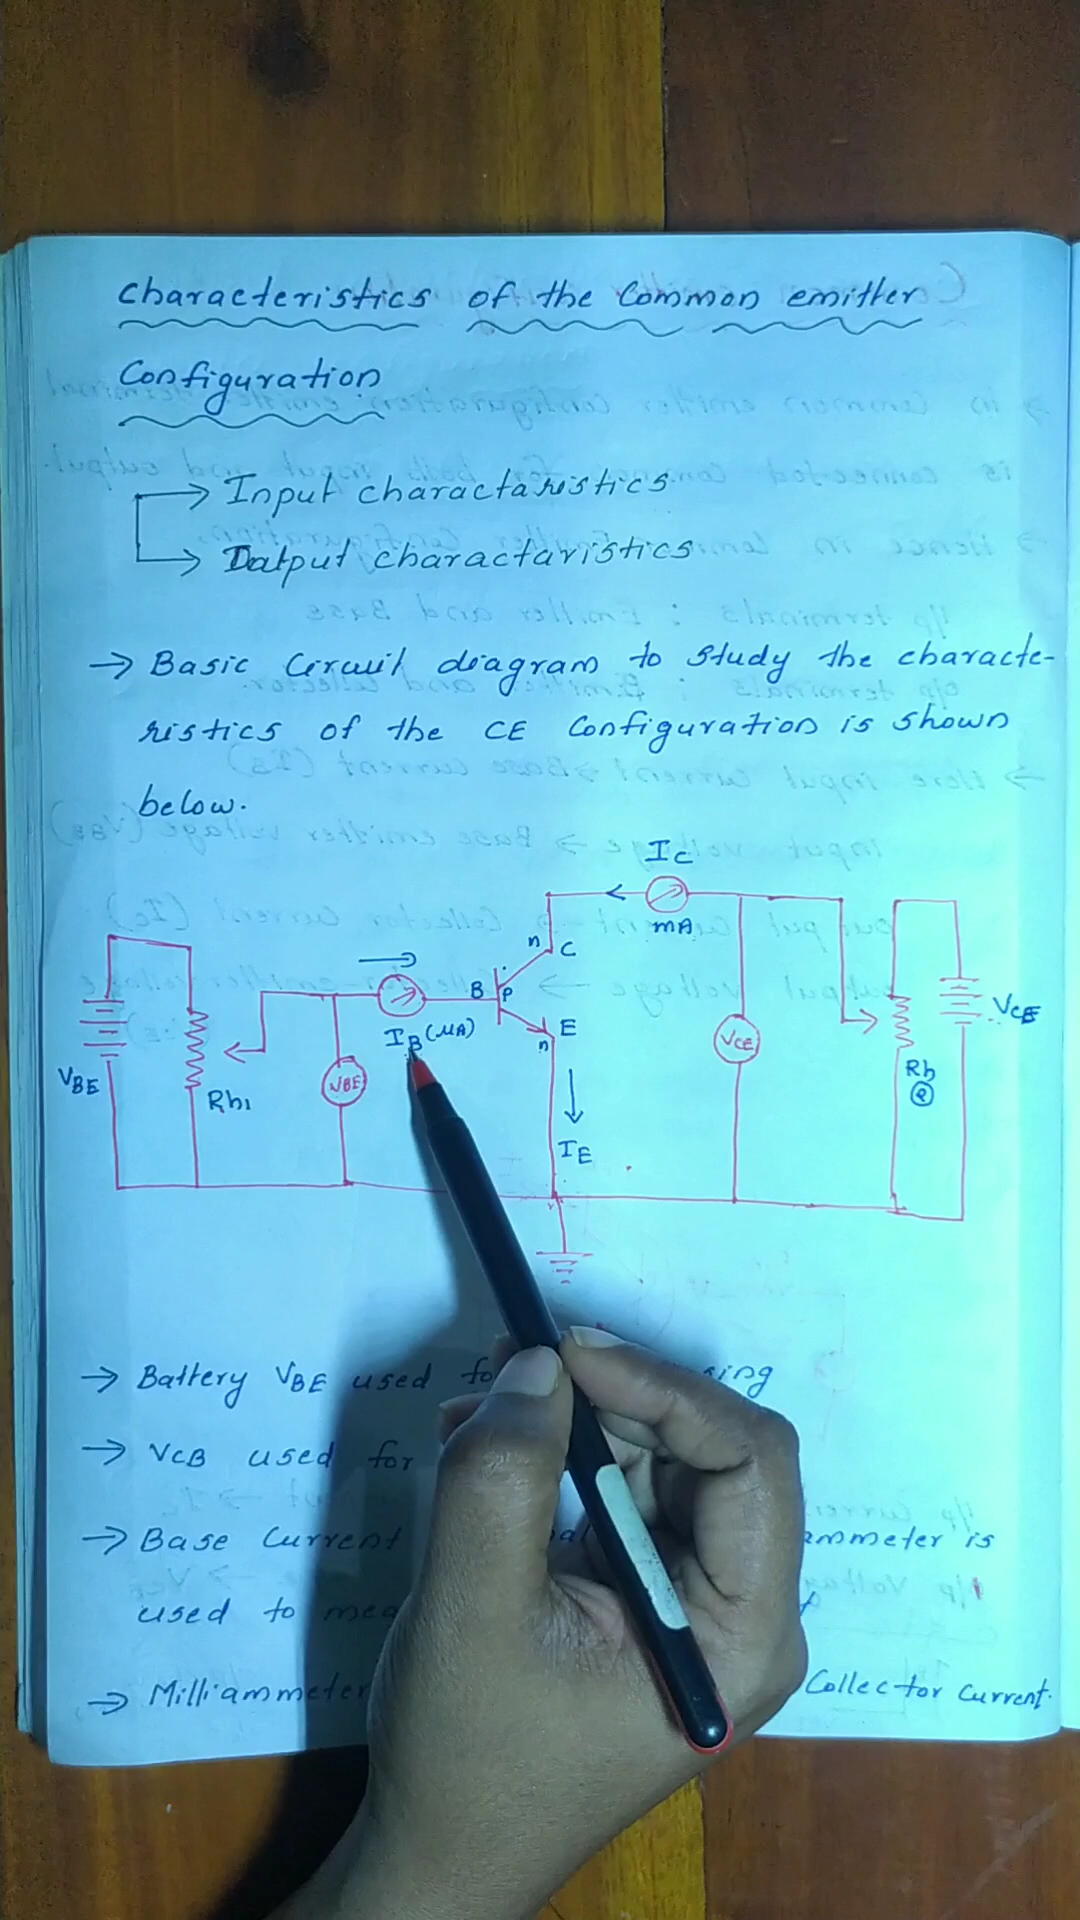 Characteristics of the Common emitter
Configuration
→ Input charactaristics
→ Output charactaristics
→ Basic Circuit diagram to study the characte-
ristics of the CE Configuration is shown
below.
IC
mA
n C
B P
E
n
IB (μA)
VBE
Rh1
VBE
VCE
VCE
Rh
2
IE
→ Battery VBE used
→ VCB used for
→ Base Current ammeter is
used to
→ Milliammeter Collector Current.